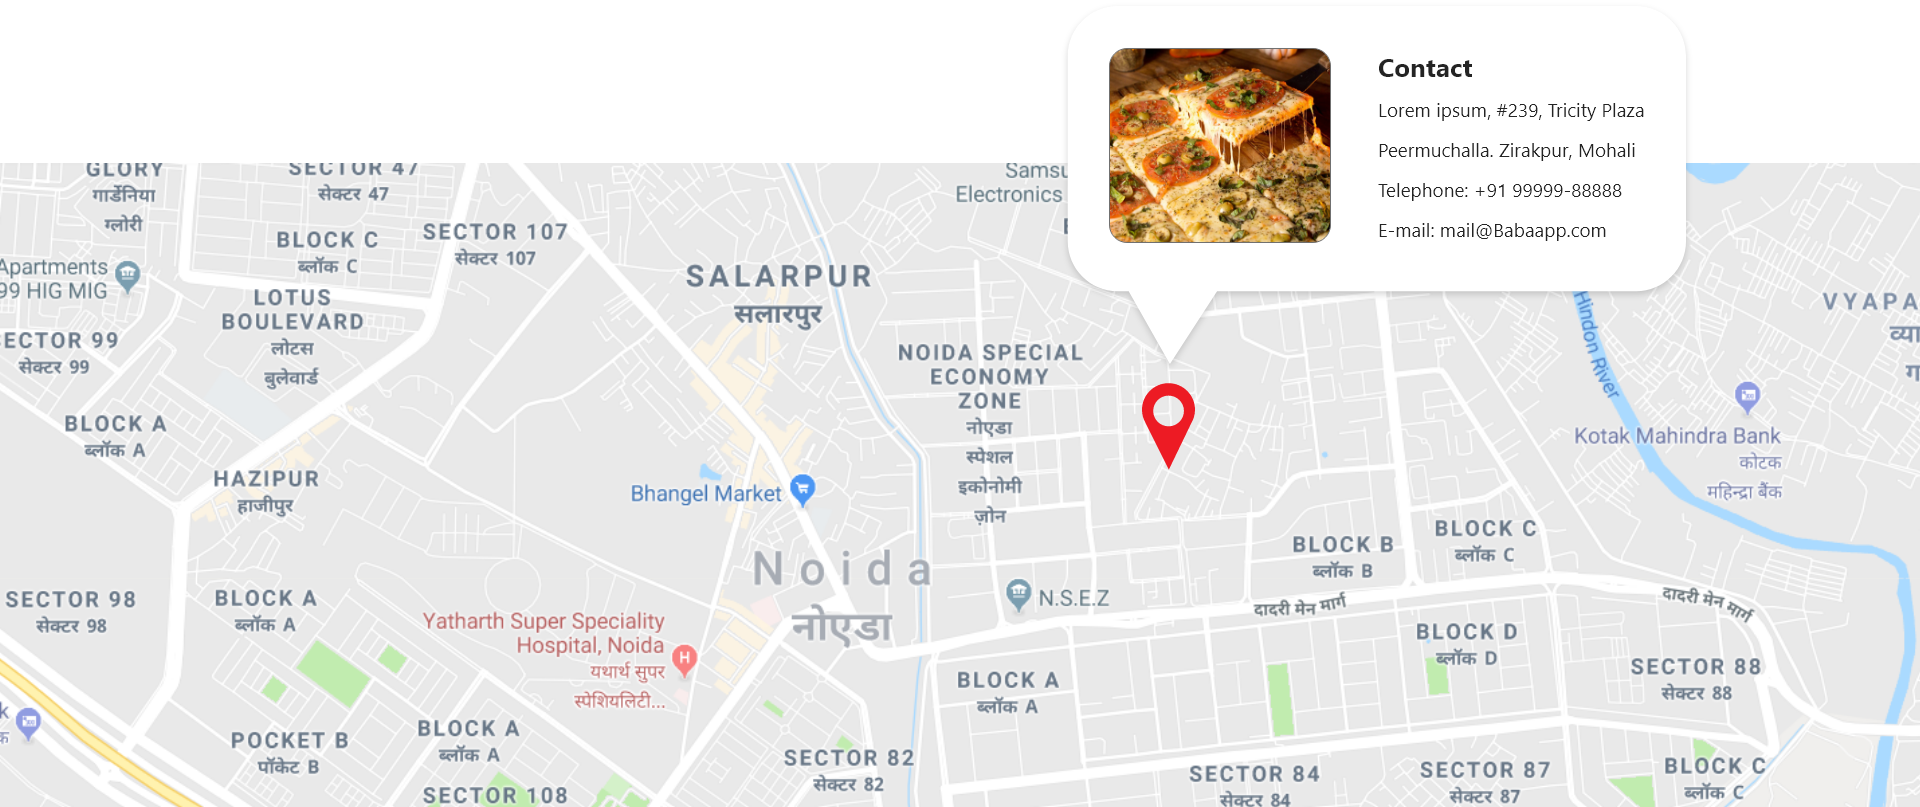 Contact
Lorem ipsum, #239, Tricity Plaza
Peermuchalla. Zirakpur, Mohali
Telephone: +91 99999-88888
E-mail: mail@Babaapp.com
GLORY
गार्डेनिया
ग्लोरी
SECTOR 47
सेक्टर 47
Electronics
BLOCK C
ब्लॉक C
SECTOR 107
सेक्टर 107
Apartments
99 HIG MIG
LOTUS
BOULEVARD
लोटस
बुलेवार्ड
SALARPUR
सलारपुर
Hindon River
SECTOR 99
सेक्टर 99
NOIDA SPECIAL
ECONOMY
ZONE
नोएडा
स्पेशल
इकोनोमी
ज़ोन
BLOCK A
ब्लॉक A
Kotak Mahindra Bank
कोटक
महिन्द्रा बैंक
HAZIPUR
हाजीपुर
Bhangel Market
BLOCK B
ब्लॉक B
BLOCK C
ब्लॉक C
Noida
नोएडा
SECTOR 98
सेक्टर 98
BLOCK A
ब्लॉक A
N.S.E.Z
दादरी मेन मार्ग
दादरी मेन मार्ग
Yatharth Super Speciality
Hospital, Noida
यथार्थ सुपर
स्पेशियलिटी...
H
BLOCK D
ब्लॉक D
BLOCK A
ब्लॉक A
SECTOR 88
सेक्टर 88
POCKET B
पॉकेट B
BLOCK A
ब्लॉक A
SECTOR 82
सेक्टर 82
SECTOR 84
सेक्टर 84
SECTOR 87
सेक्टर 87
BLOCK C
ब्लॉक C
SECTOR 108